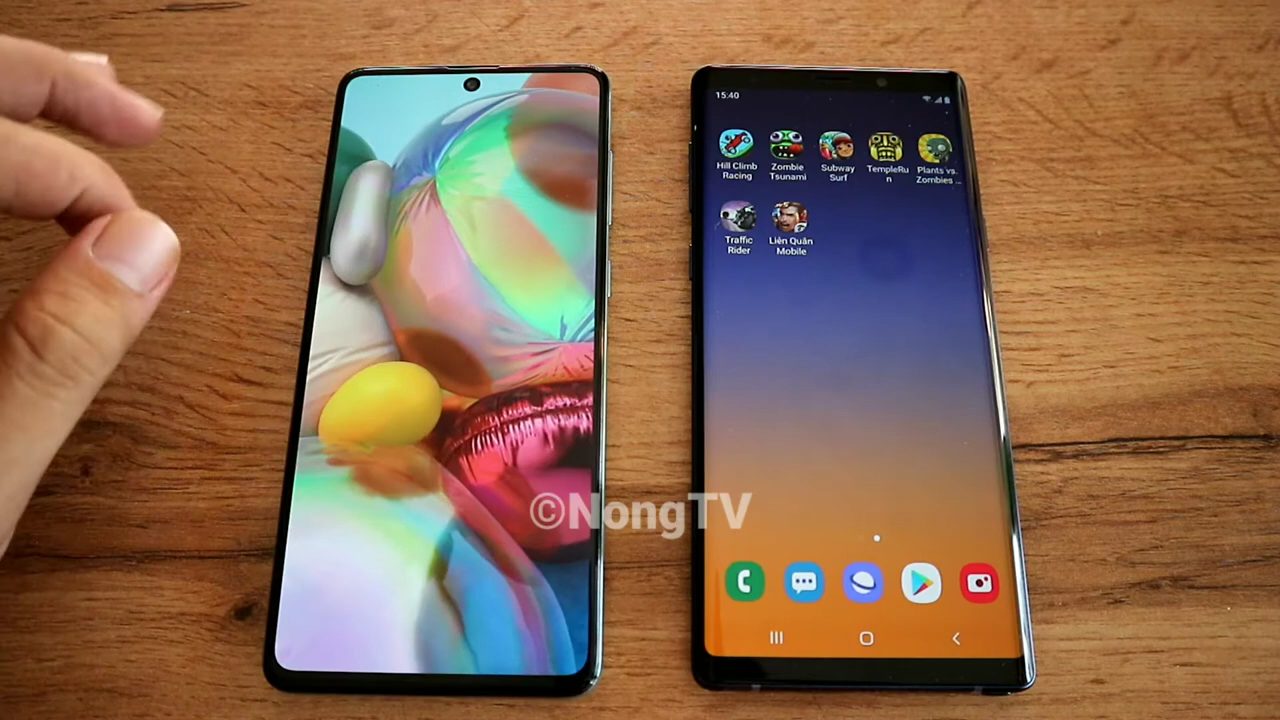 15:40
Hill Climb
Racing
Zombie
Tsunami
Subway
Surf
TempleRu
n
Plants vs.
Zombies ...
Traffic
Rider
Liên Quân
Mobile
©NongTV